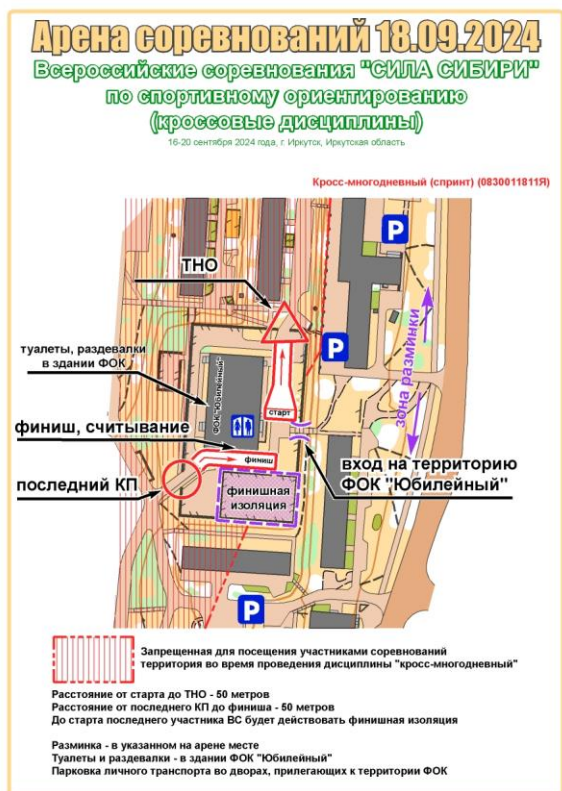 Арена соревнований 18.09.2024
Всероссийские соревнования "СИЛА СИБИРИ"
по спортивному ориентированию
(кроссовые дисциплины)
16-20 сентября 2024 года, г. Иркутск, Иркутская область
Кросс-многодневный (спринт) (0830011811Я)
P
ТНО
P
туалеты, раздевалки
в здании ФОК
ФОК "Юбилейный"
зона разминки
старт
финиш, считывание
финиш
вход на территорию
ФОК "Юбилейный"
последний КП
финишная
изоляция
P
Запрещенная для посещения участниками соревнований
территория во время проведения дисциплины "кросс-многодневный"
Расстояние от старта до ТНО - 50 метров
Расстояние от последнего КП до финиша - 50 метров
До старта последнего участника ВС будет действовать финишная изоляция
Разминка - в указанном на арене месте
Туалеты и раздевалки - в здании ФОК "Юбилейный"
Парковка личного транспорта во дворах, прилегающих к территории ФОК